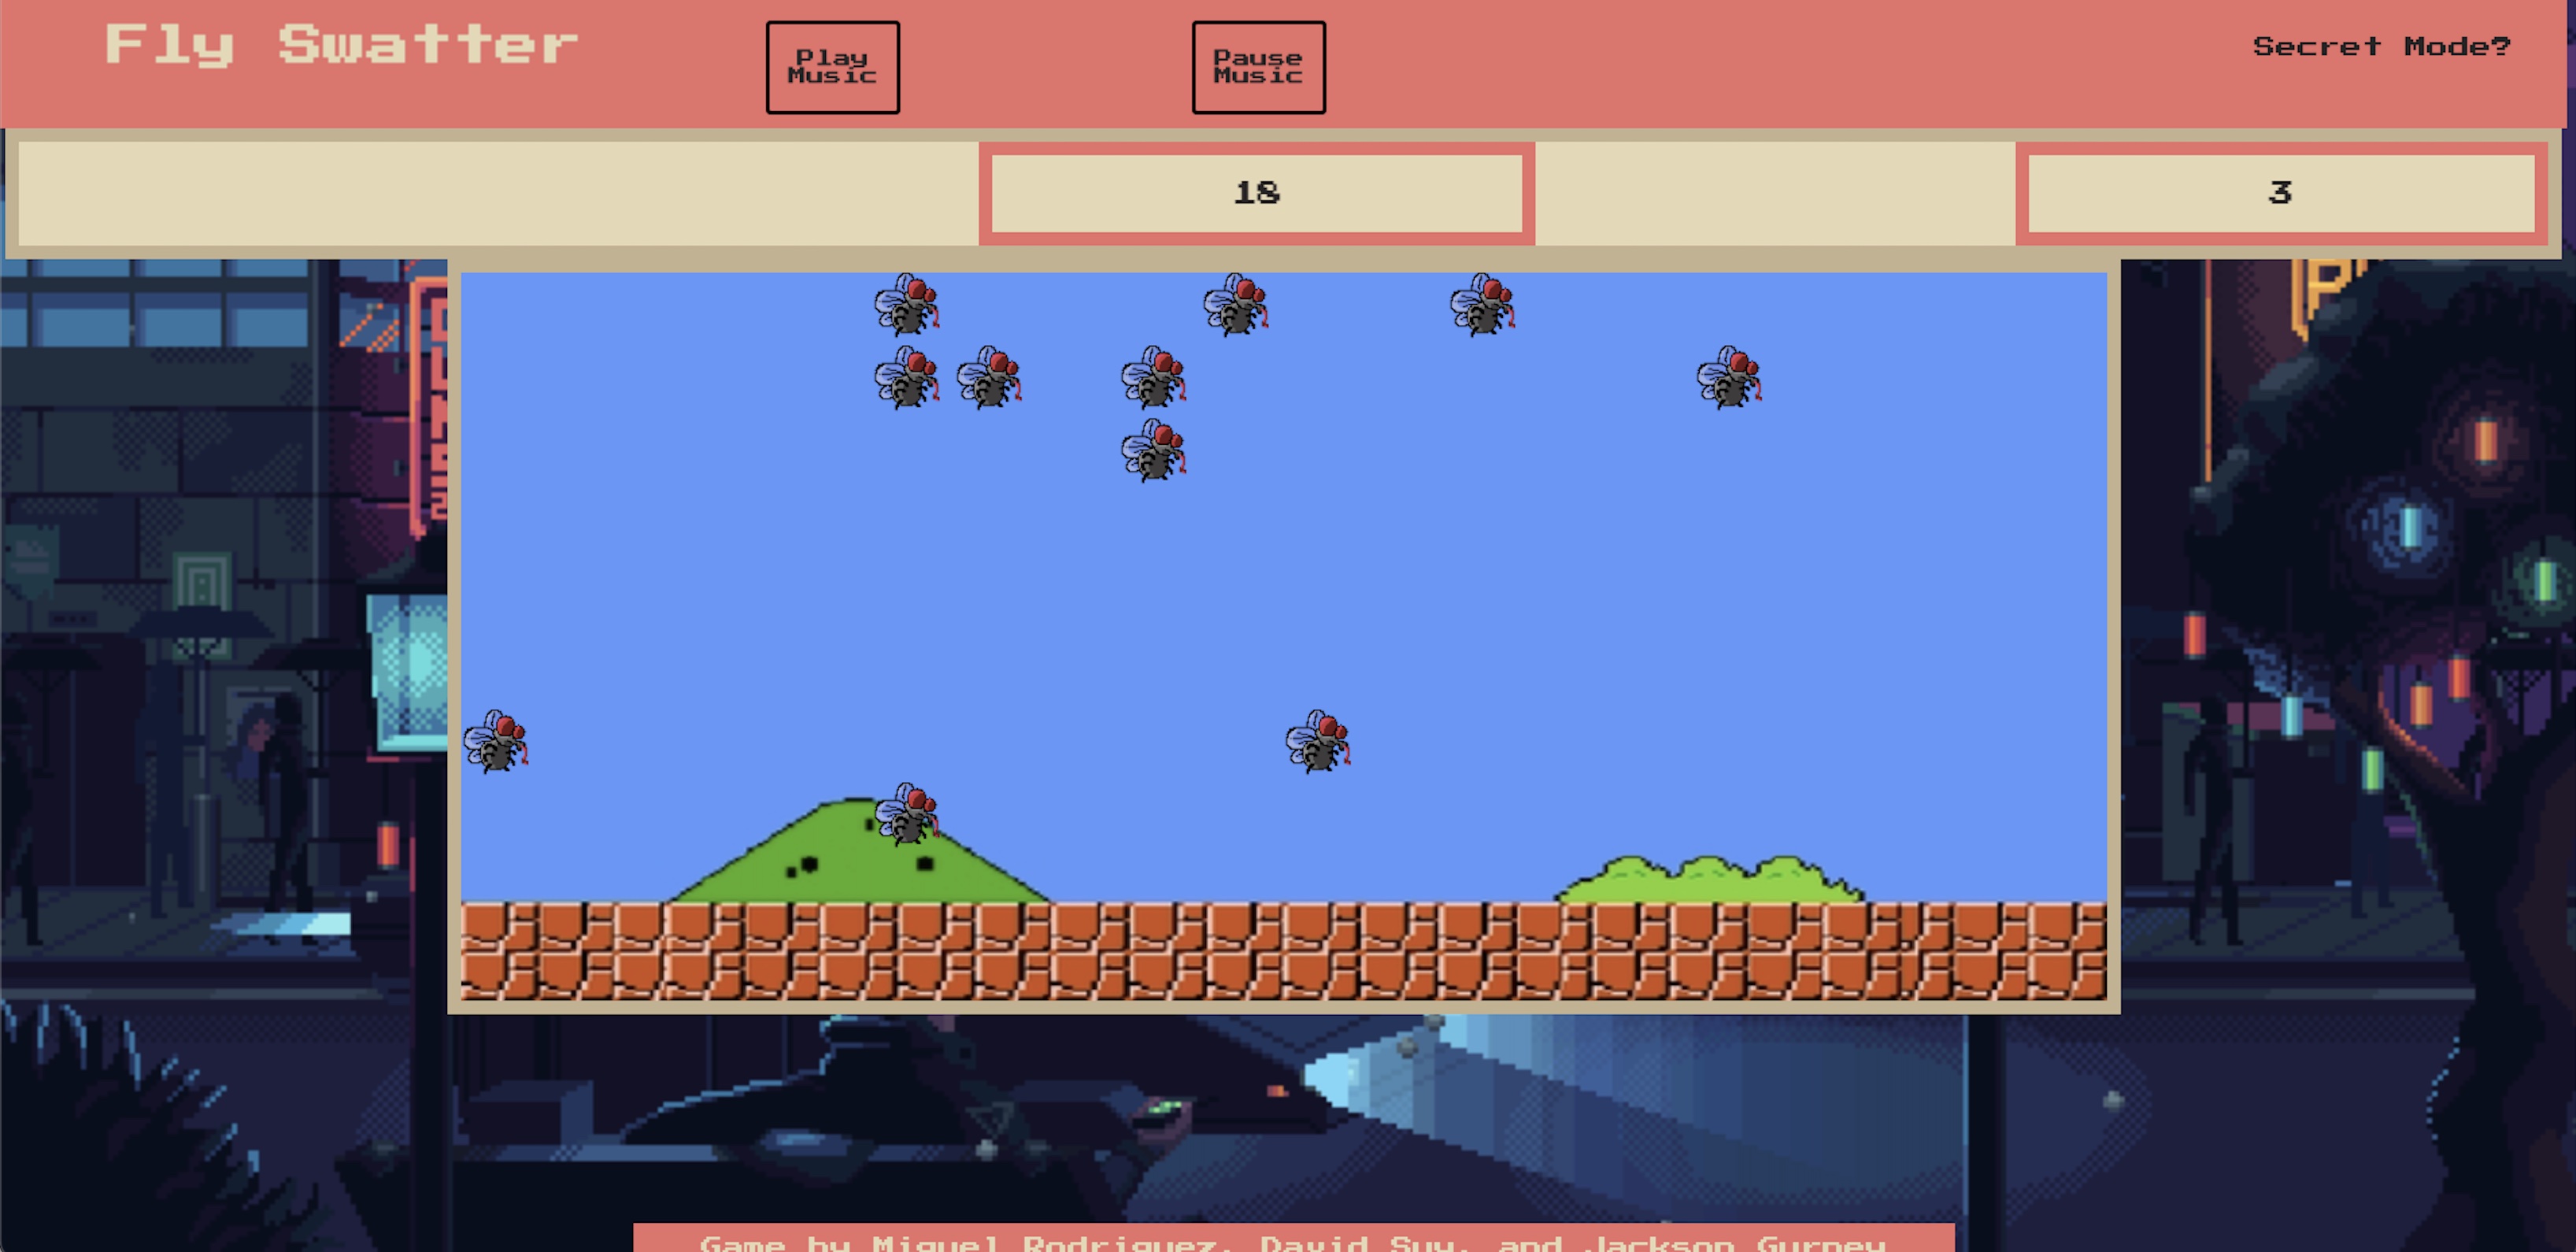 Fly Swatter
Play
Music
Pause
Music
Secret Mode?
18
3
Game by Miguel Rodriguez, David Suy, and Jackson Gurney